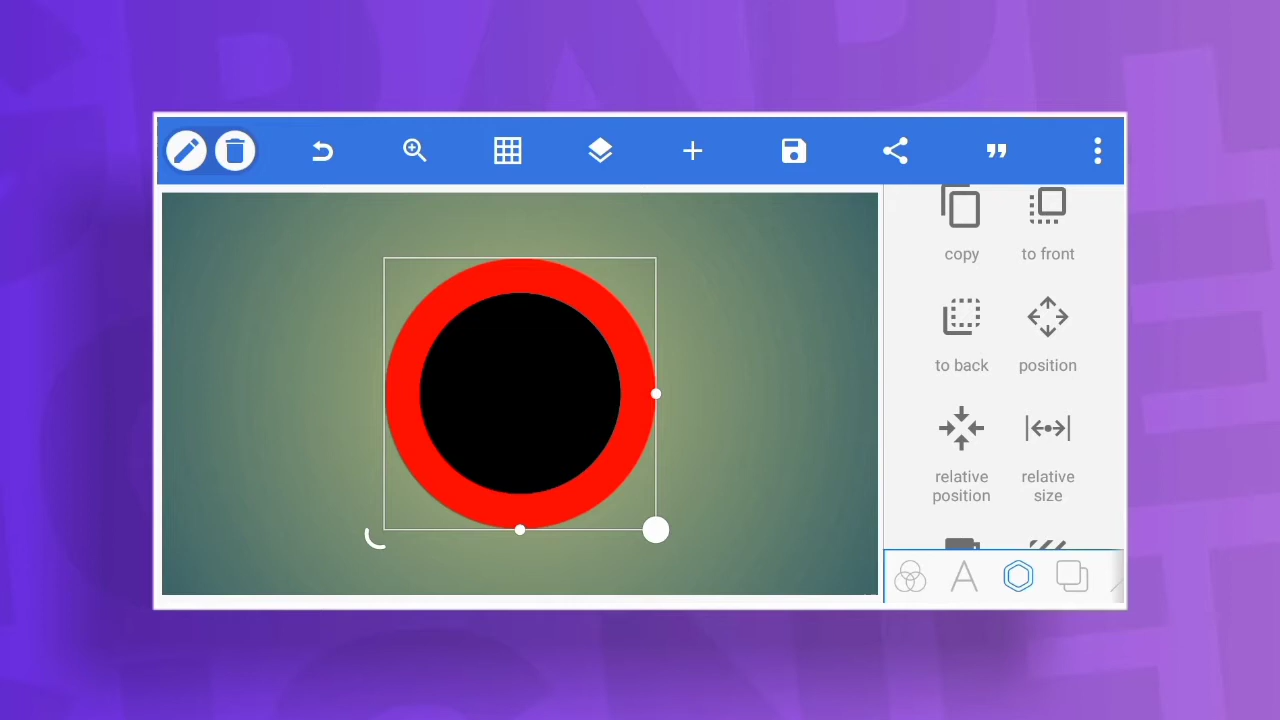 copy
to front
to back
position
relative
position
relative
size